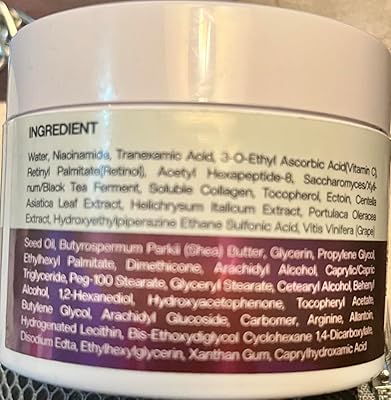 INGREDIENT
Water, Niacinamida, Tranexamic Acid, 3-O-Ethyl Ascorbic Acid(Vitamin C),
Retinyl Palmitate(Retinol), Acetyl Hexapeptide-8, Saccharomyces/Xyli-
num/Black Tea Ferment, Soluble Collagen, Tocopherol, Ectoin, Centella
Asiatica Leaf Extract, Helichrysum Italicum Extract, Portulaca Oleracea
Extract, Hydroxyethylpiperazine Ethane Sulfonic Acid, Vitis Vinifera (Grape)
Seed Oil, Butyrospermum Parkii (Shea) Butter, Glycerin, Propylene Glycol,
Ethylhexyl Palmitate, Dimethicone, Arachidyl Alcohol, Caprylic/Capric
Triglyceride, Peg-100 Stearate, Glyceryl Stearate, Cetearyl Alcohol, Behenyl
Alcohol, 1,2-Hexanediol, Hydroxyacetophenone, Tocopheryl Acetate,
Butylene Glycol, Arachidyl Glucoside, Carbomer, Arginine, Allantoin,
Hydrogenated Lecithin, Bis-Ethoxydiglycol Cyclohexane 1,4-Dicarboxylate,
Disodium Edta, Ethylhexylglycerin, Xanthan Gum, Caprylhydroxamic Acid